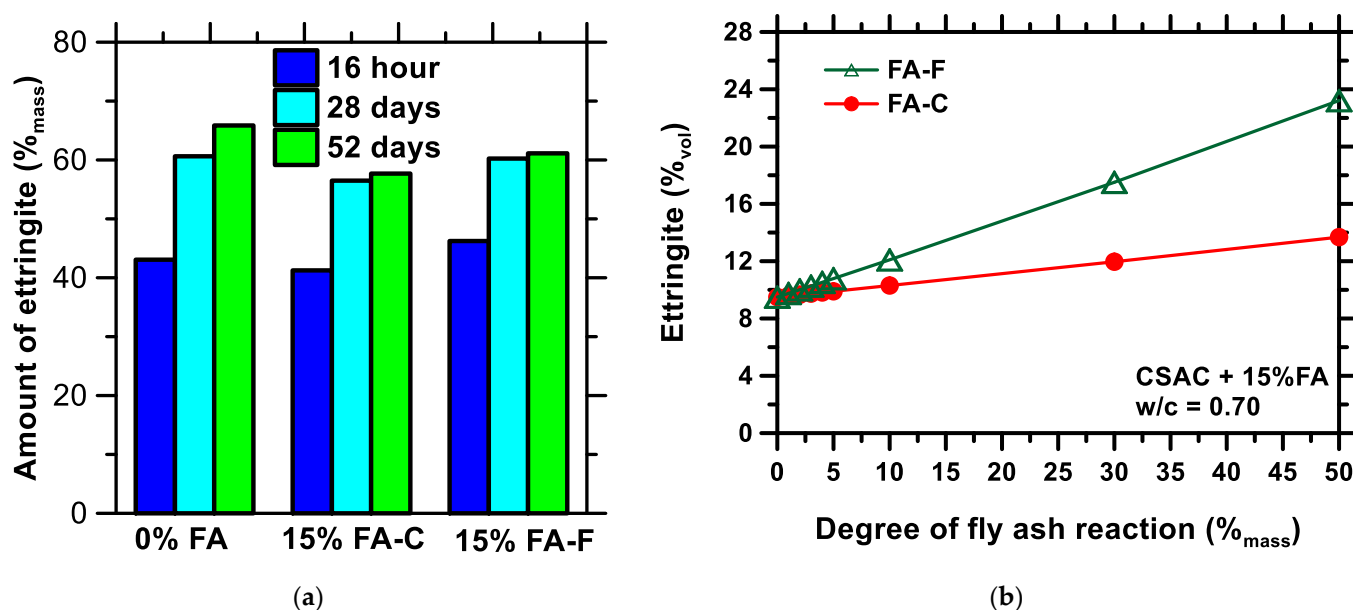 Amount of ettringite (%mass)
80
60
40
20
0
16 hour
28 days
52 days
0% FA
15% FA-C
15% FA-F
(a)
Ettringite (%vol)
28
24
20
16
12
8
4
0
FA-F
FA-C
CSAC + 15%FA
w/c = 0.70
0 5 10 15 20 25 30 35 40 45 50
Degree of fly ash reaction (%mass)
(b)